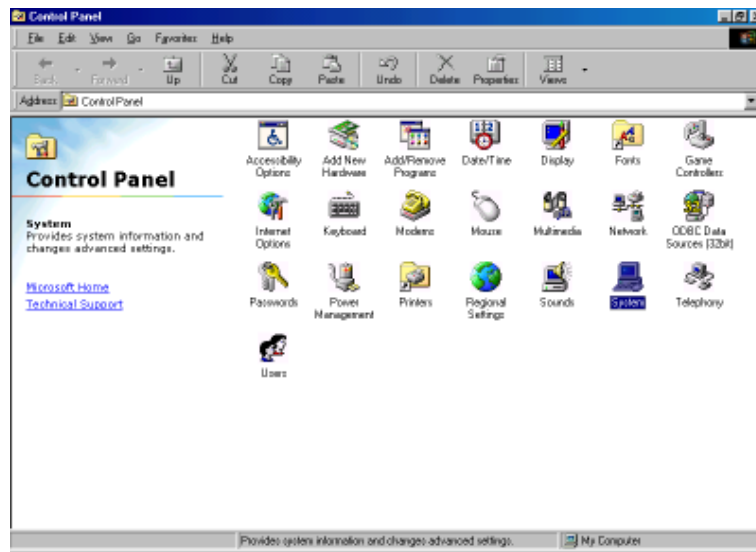 Control Panel
File Edit View Go Favorites Help
Back Forward Up Cut Copy Paste Undo Delete Properties Views
Address Control Panel
Control Panel
System
Provides system information and
changes advanced settings.
Microsoft Home
Technical Support
Accessibility Options
Add New Hardware
Add/Remove Programs
Date/Time
Display
Fonts
Game Controllers
Internet Options
Keyboard
Modems
Mouse
Multimedia
Network
ODBC Data Sources (32bit)
Passwords
Power Management
Printers
Regional Settings
Sounds
System
Telephony
Users
Provides system information and changes advanced settings.
My Computer